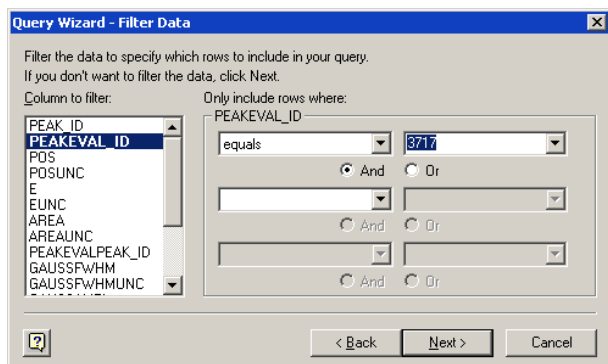 Query Wizard - Filter Data
Filter the data to specify which rows to include in your query.
If you don't want to filter the data, click Next.
Column to filter:
Only include rows where:
PEAK_ID
PEAKEVAL_ID
POS
POSUNC
E
EUNC
AREA
AREAUNC
PEAKEVALPEAK_ID
GAUSSFWHM
GAUSSFWHMUNC
PEAKEVAL_ID
equals
3717
And Or
And Or
And Or
?
< Back
Next >
Cancel